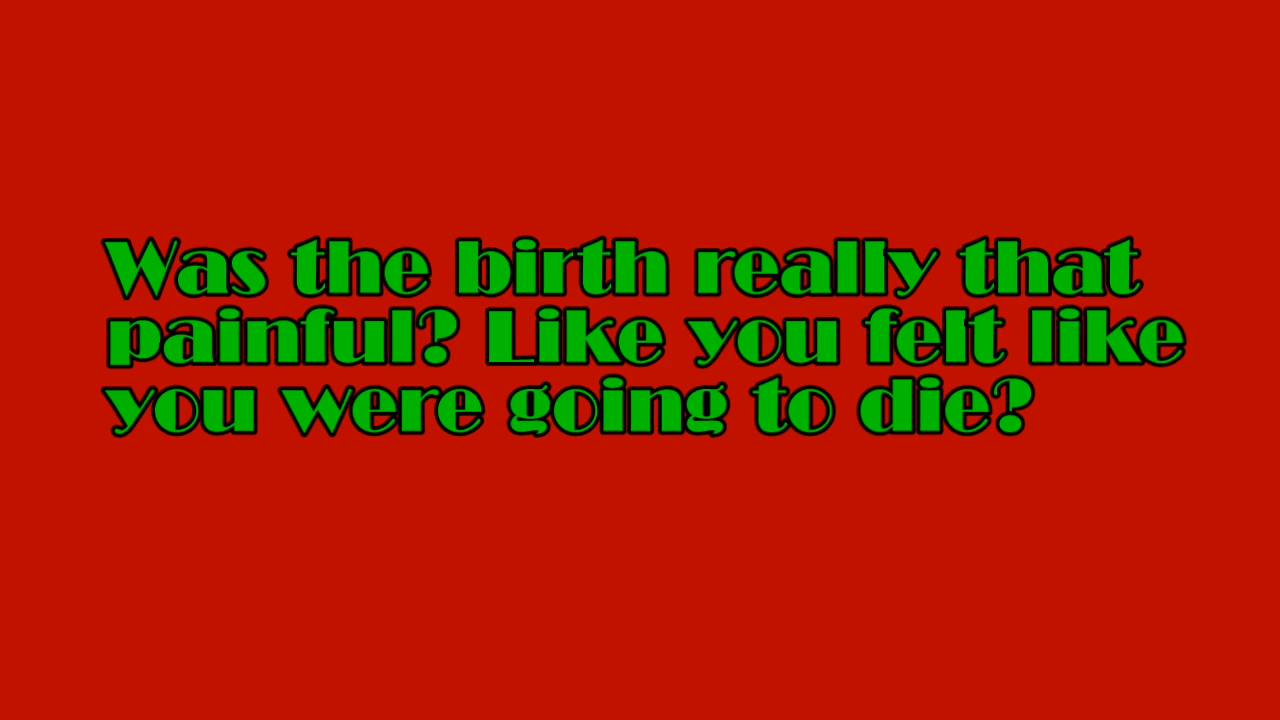 Was the birth really that
painful? Like you felt like
you were going to die?